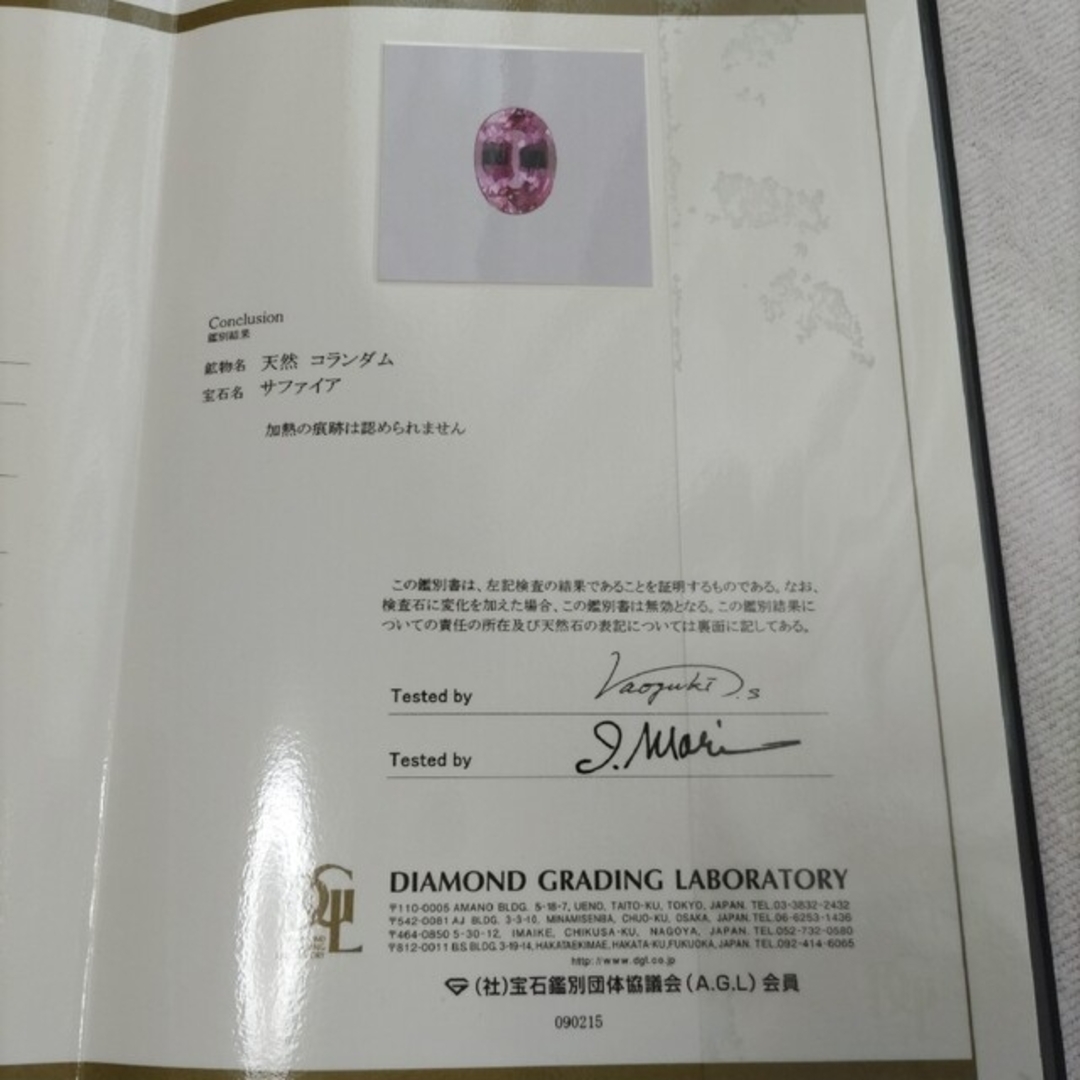 Conclusion
鑑別結果
鉱物名 天然 コランダム
宝石名 サファイア
加熱の痕跡は認められません
この鑑別書は、左記検査の結果であることを証明するものである。なお、
検査石に変化を加えた場合、この鑑別書は無効となる。この鑑別結果に
ついての責任の所在及び天然石の表記については裏面に記してある。
Tested by
Tested by J. Mori
DIAMOND GRADING LABORATORY
〒110-0005 AMANO BLDG. 5-18-7, UENO, TAITO-KU, TOKYO, JAPAN. TEL.03-3832-2432
〒542-0081 AJ BLDG. 3-3-10, MINAMISENBA, CHUO-KU, OSAKA, JAPAN. TEL.06-6253-1436
〒464-0850 5-30-12, IMAIKE, CHIKUSA-KU, NAGOYA, JAPAN. TEL.052-732-0580
〒812-0011 B.S BLDG. 3-19-14, HAKATAEKIMAE, HAKATA-KU, FUKUOKA, JAPAN. TEL.092-414-6065
http://www.dgl.co.jp
(社)宝石鑑別団体協議会(A.G.L) 会員
090215